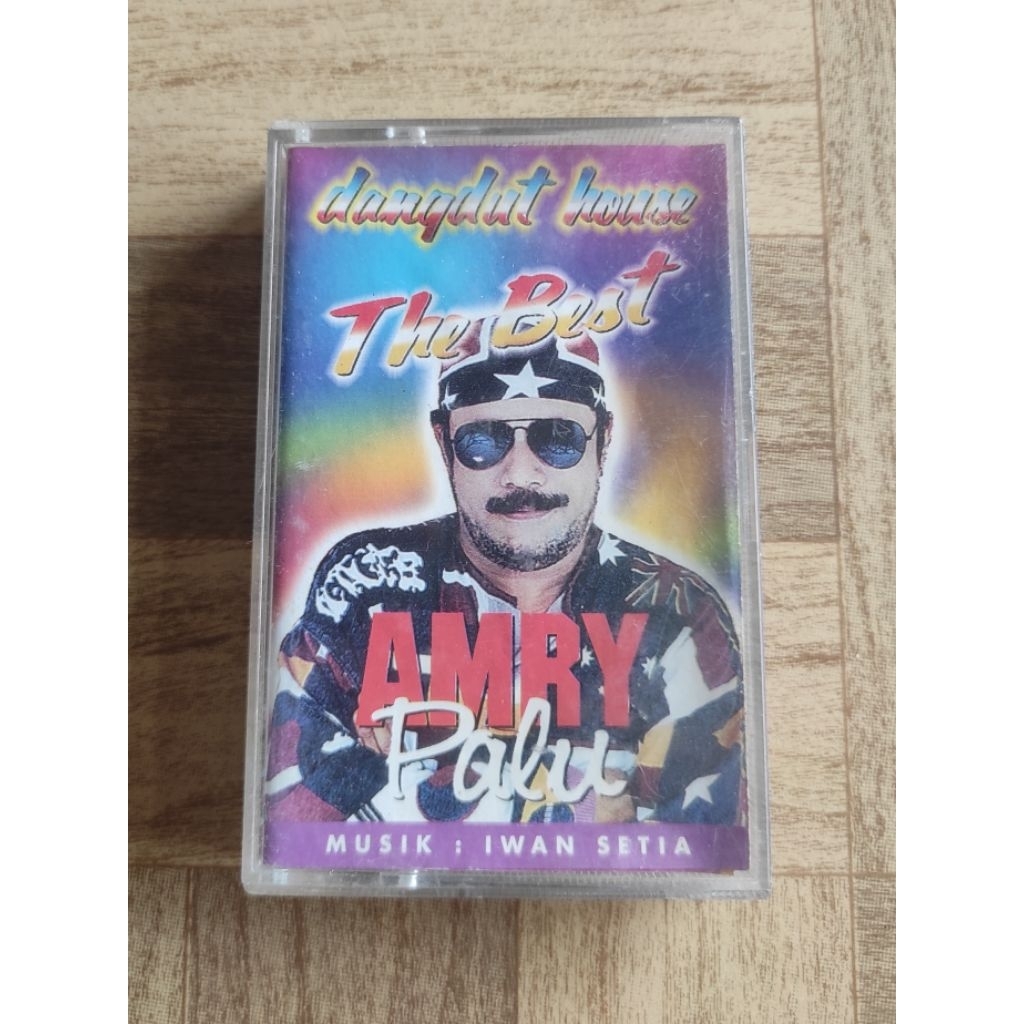 dangdut house
The Best
AMRY
Palu
MUSIK : IWAN SETIA